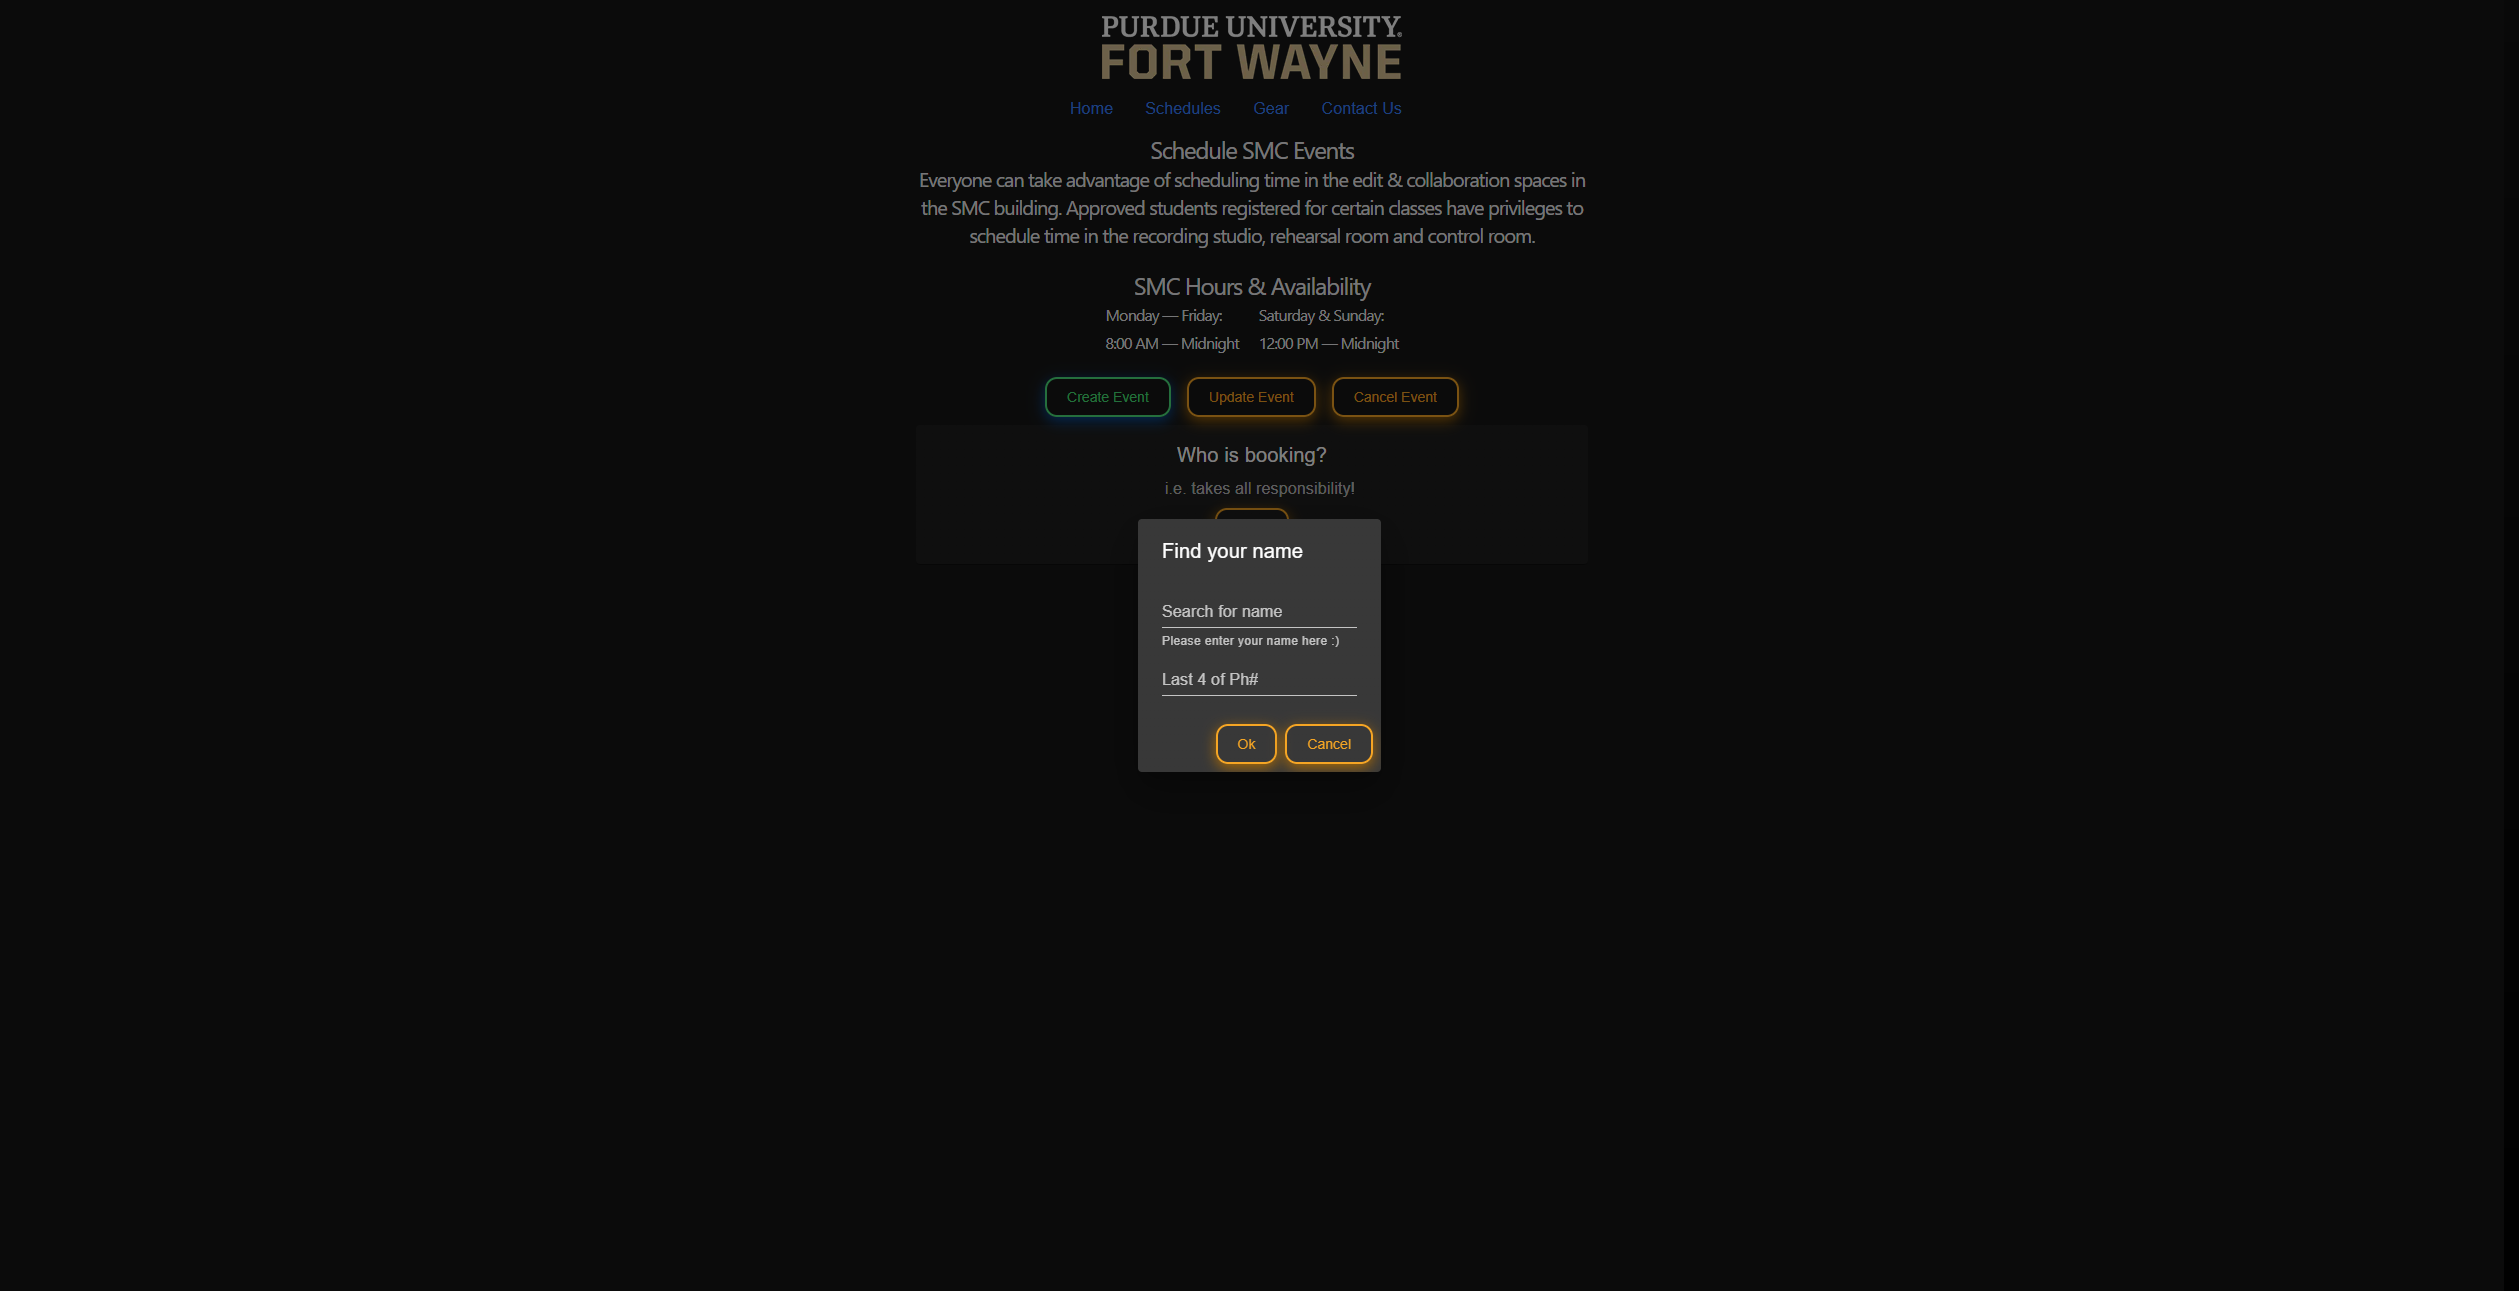 PURDUE UNIVERSITY®
FORT WAYNE
Home Schedules Gear Contact Us
Schedule SMC Events
Everyone can take advantage of scheduling time in the edit & collaboration spaces in
the SMC building. Approved students registered for certain classes have privileges to
schedule time in the recording studio, rehearsal room and control room.
SMC Hours & Availability
Monday — Friday: Saturday & Sunday:
8:00 AM — Midnight 12:00 PM — Midnight
Create Event Update Event Cancel Event
Who is booking?
i.e. takes all responsibility!
Find your name
Search for name
Please enter your name here :)
Last 4 of Ph#
Ok Cancel